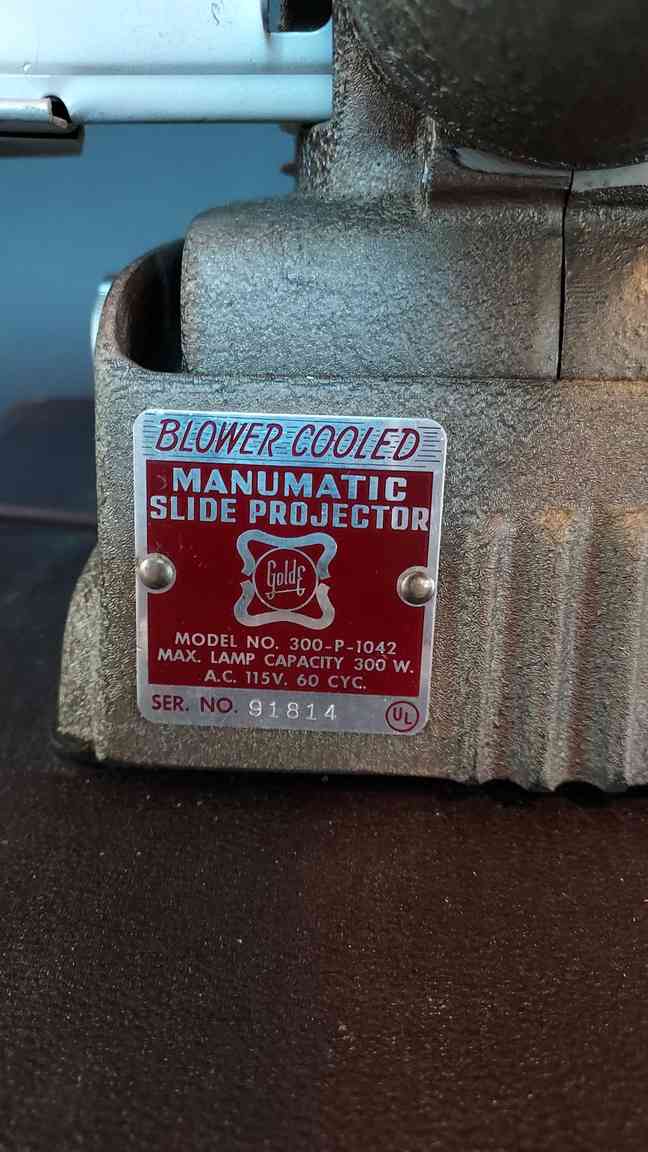 BLOWER COOLED
MANUMATIC
SLIDE PROJECTOR
GoldE
MODEL NO. 300-P-1042
MAX. LAMP CAPACITY 300 W.
A.C. 115V. 60 CYC.
SER. NO. 91814 UL